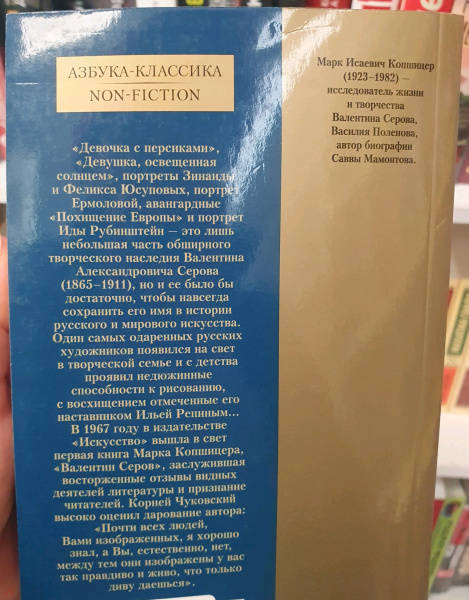 АЗБУКА-КЛАССИКА
NON-FICTION
«Девочка с персиками»,
«Девушка, освещенная
солнцем», портреты Зинаиды
и Феликса Юсуповых, портрет
Ермоловой, авангардные
«Похищение Европы» и портрет
Иды Рубинштейн — это лишь
небольшая часть обширного
творческого наследия Валентина
Александровича Серова
(1865–1911), но и ее было бы
достаточно, чтобы навсегда
сохранить его имя в истории
русского и мирового искусства.
Один самых одаренных русских
художников появился на свет
в творческой семье и с детства
проявил недюжинные
способности к рисованию,
с восхищением отмеченные его
наставником Ильей Репиным...
В 1967 году в издательстве
«Искусство» вышла в свет
первая книга Марка Копшицера,
«Валентин Серов», заслужившая
восторженные отзывы видных
деятелей литературы и признание
читателей. Корней Чуковский
высоко оценил дарование автора:
«Почти всех людей,
Вами изображенных, я хорошо
знал, а Вы, естественно, нет,
между тем они изображены у вас
так правдиво и живо, что только
диву даешься».
Марк Исаевич Копшицер
(1923–1982) —
исследователь жизни
и творчества
Валентина Серова,
Василия Поленова,
автор биографии
Саввы Мамонтова.